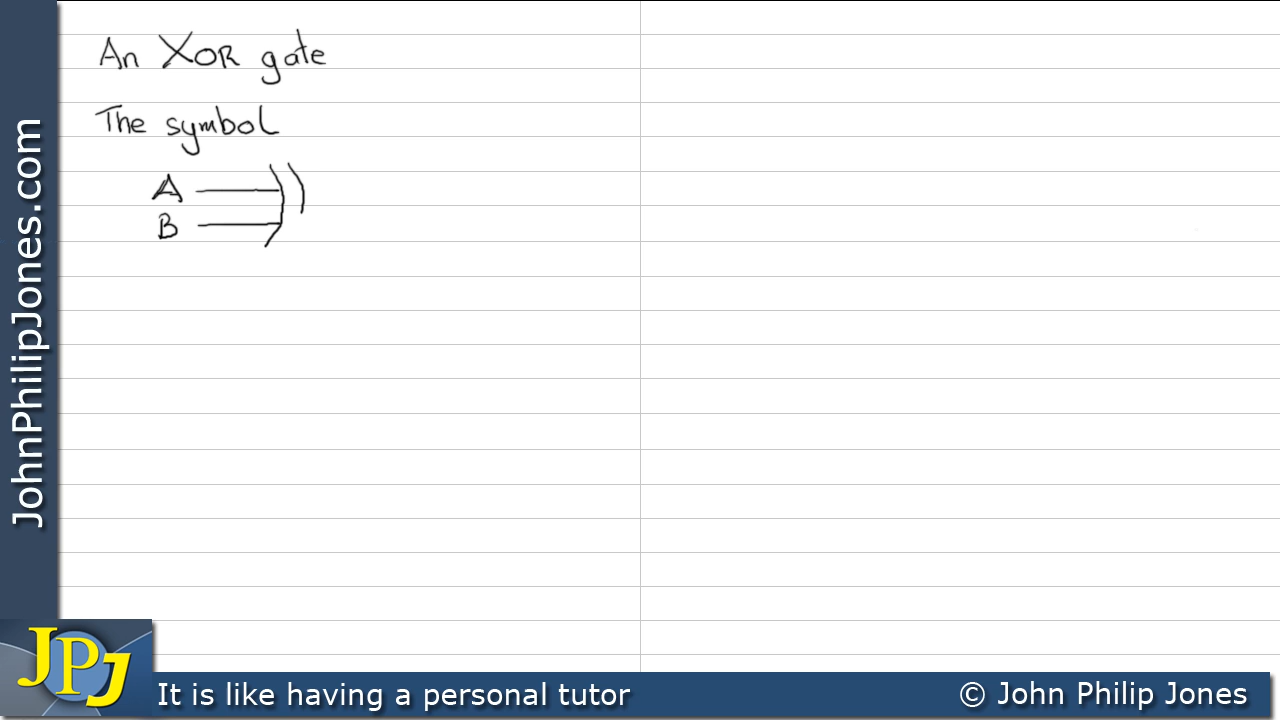 An XOR gate
The symbol
A
B
JohnPhilipJones.com
JPJ
It is like having a personal tutor
© John Philip Jones